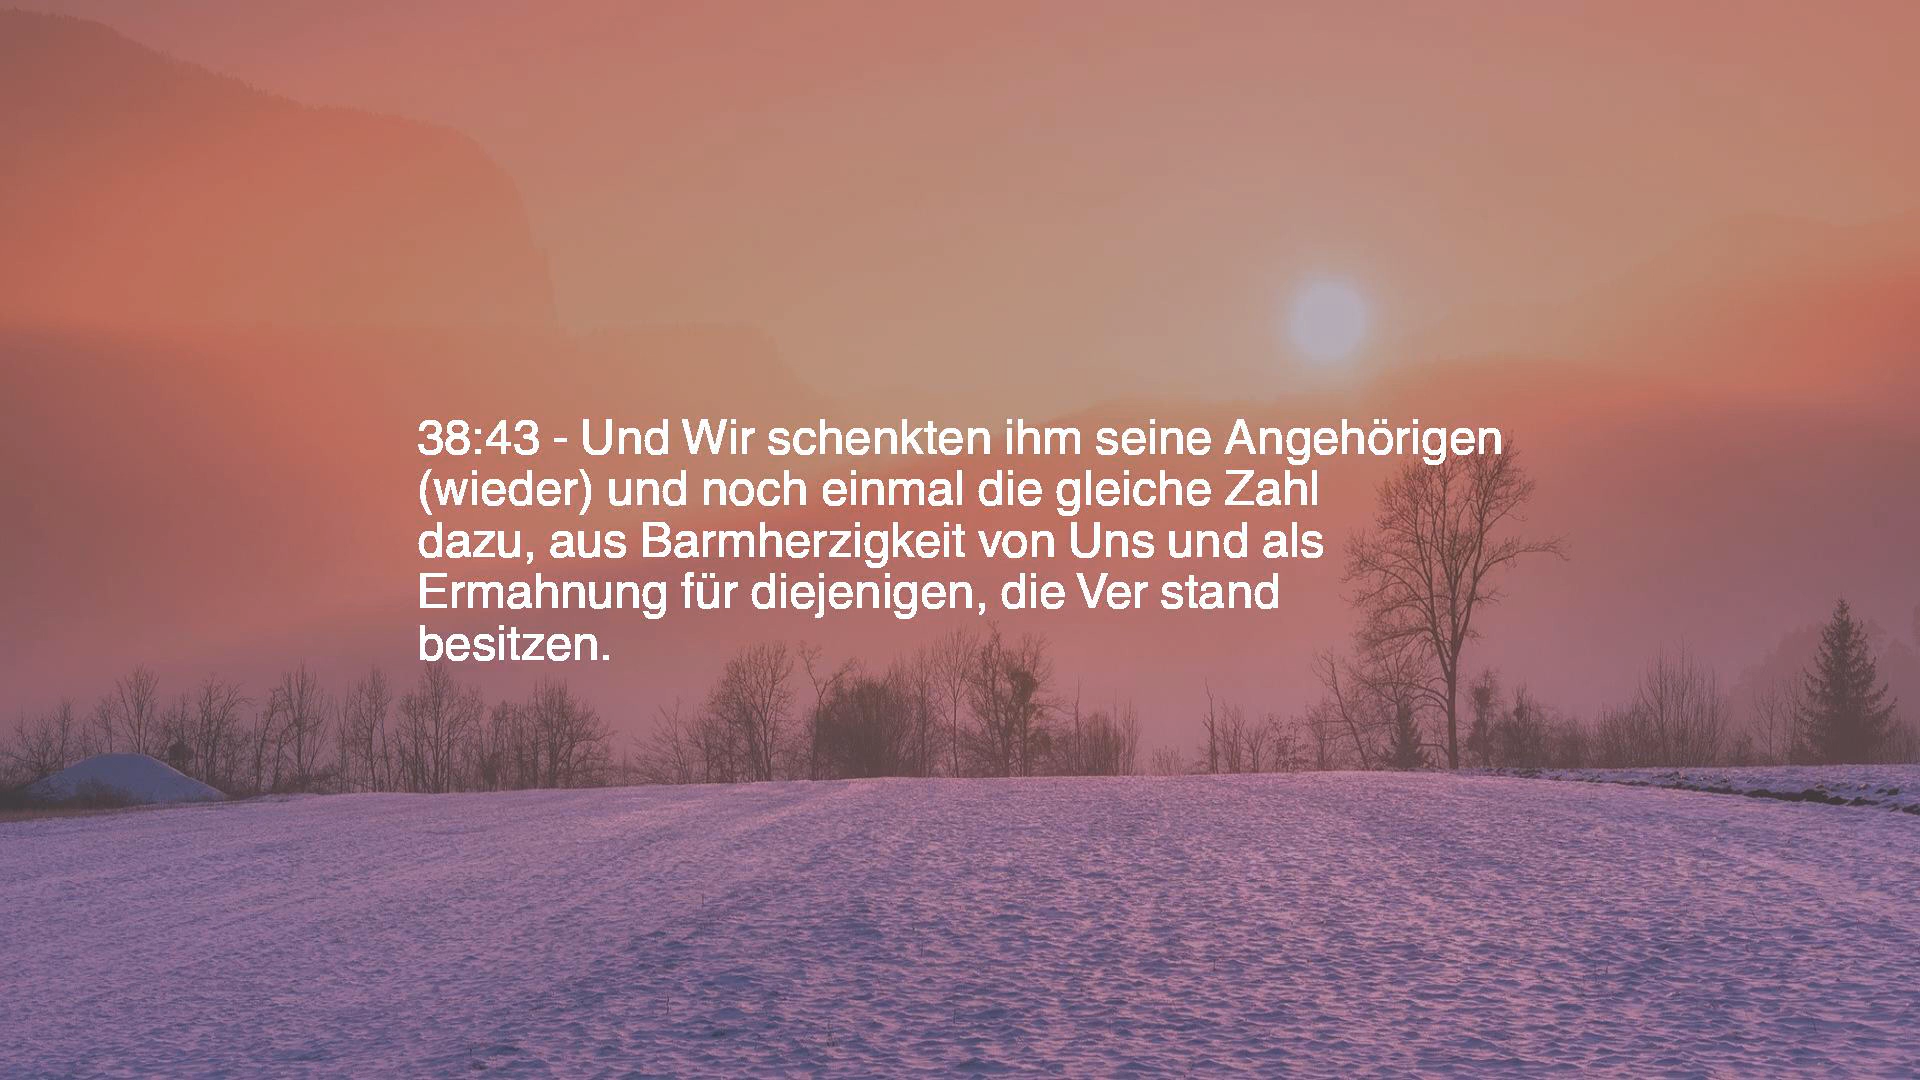 38:43 - Und Wir schenkten ihm seine Angehörigen
(wieder) und noch einmal die gleiche Zahl
dazu, aus Barmherzigkeit von Uns und als
Ermahnung für diejenigen, die Ver stand
besitzen.